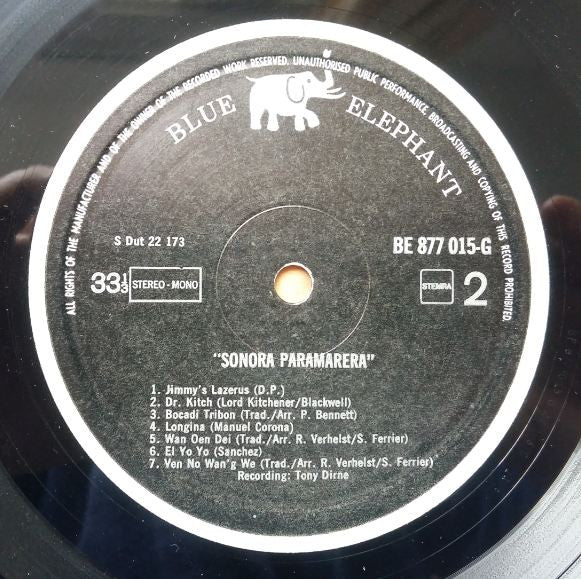 ALL RIGHTS OF THE MANUFACTURER AND OF THE OWNER OF THE RECORDED WORK RESERVED. UNAUTHORISED PUBLIC PERFORMANCE, BROADCASTING AND COPYING OF THIS RECORD PROHIBITED.
BLUE ELEPHANT
S Dut 22 173
BE 877 015-G
33⅓ STEREO - MONO
STEMRA 2
"SONORA PARAMARERA"
1. Jimmy's Lazerus (D.P.)
2. Dr. Kitch (Lord Kitchener/Blackwell)
3. Bocadi Tribon (Trad./Arr. P. Bennett)
4. Longina (Manuel Corona)
5. Wan Oen Dei (Trad./Arr. R. Verhelst/S. Ferrier)
6. El Yo Yo (Sanchez)
7. Ven No Wan'g We (Trad./Arr. R. Verhelst/S. Ferrier)
Recording: Tony Dirne